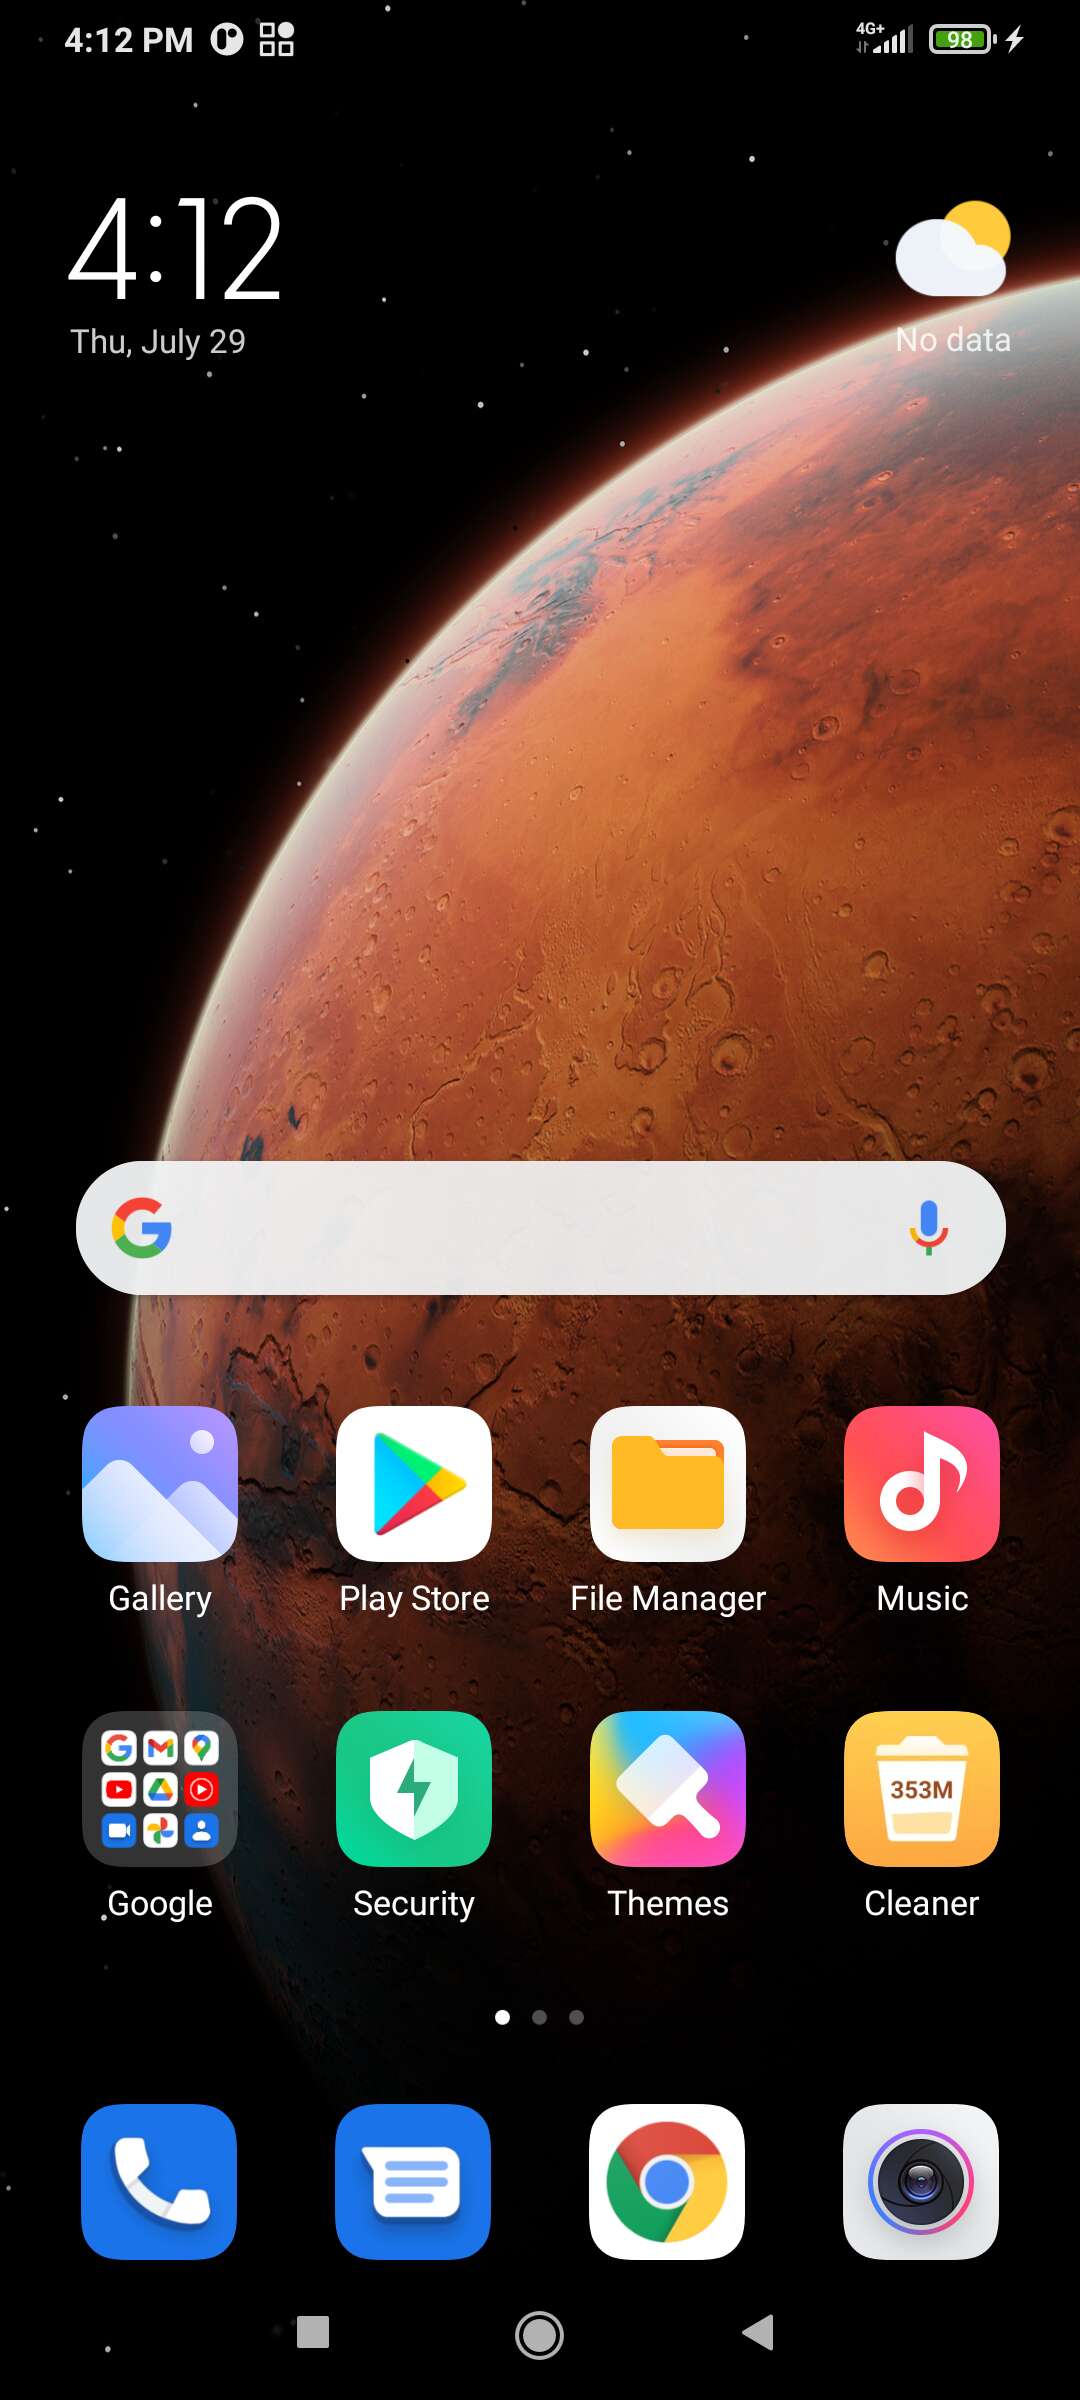 4:12 PM
4G+
98
4:12
Thu, July 29
No data
Gallery
Play Store
File Manager
Music
353M
Google
Security
Themes
Cleaner